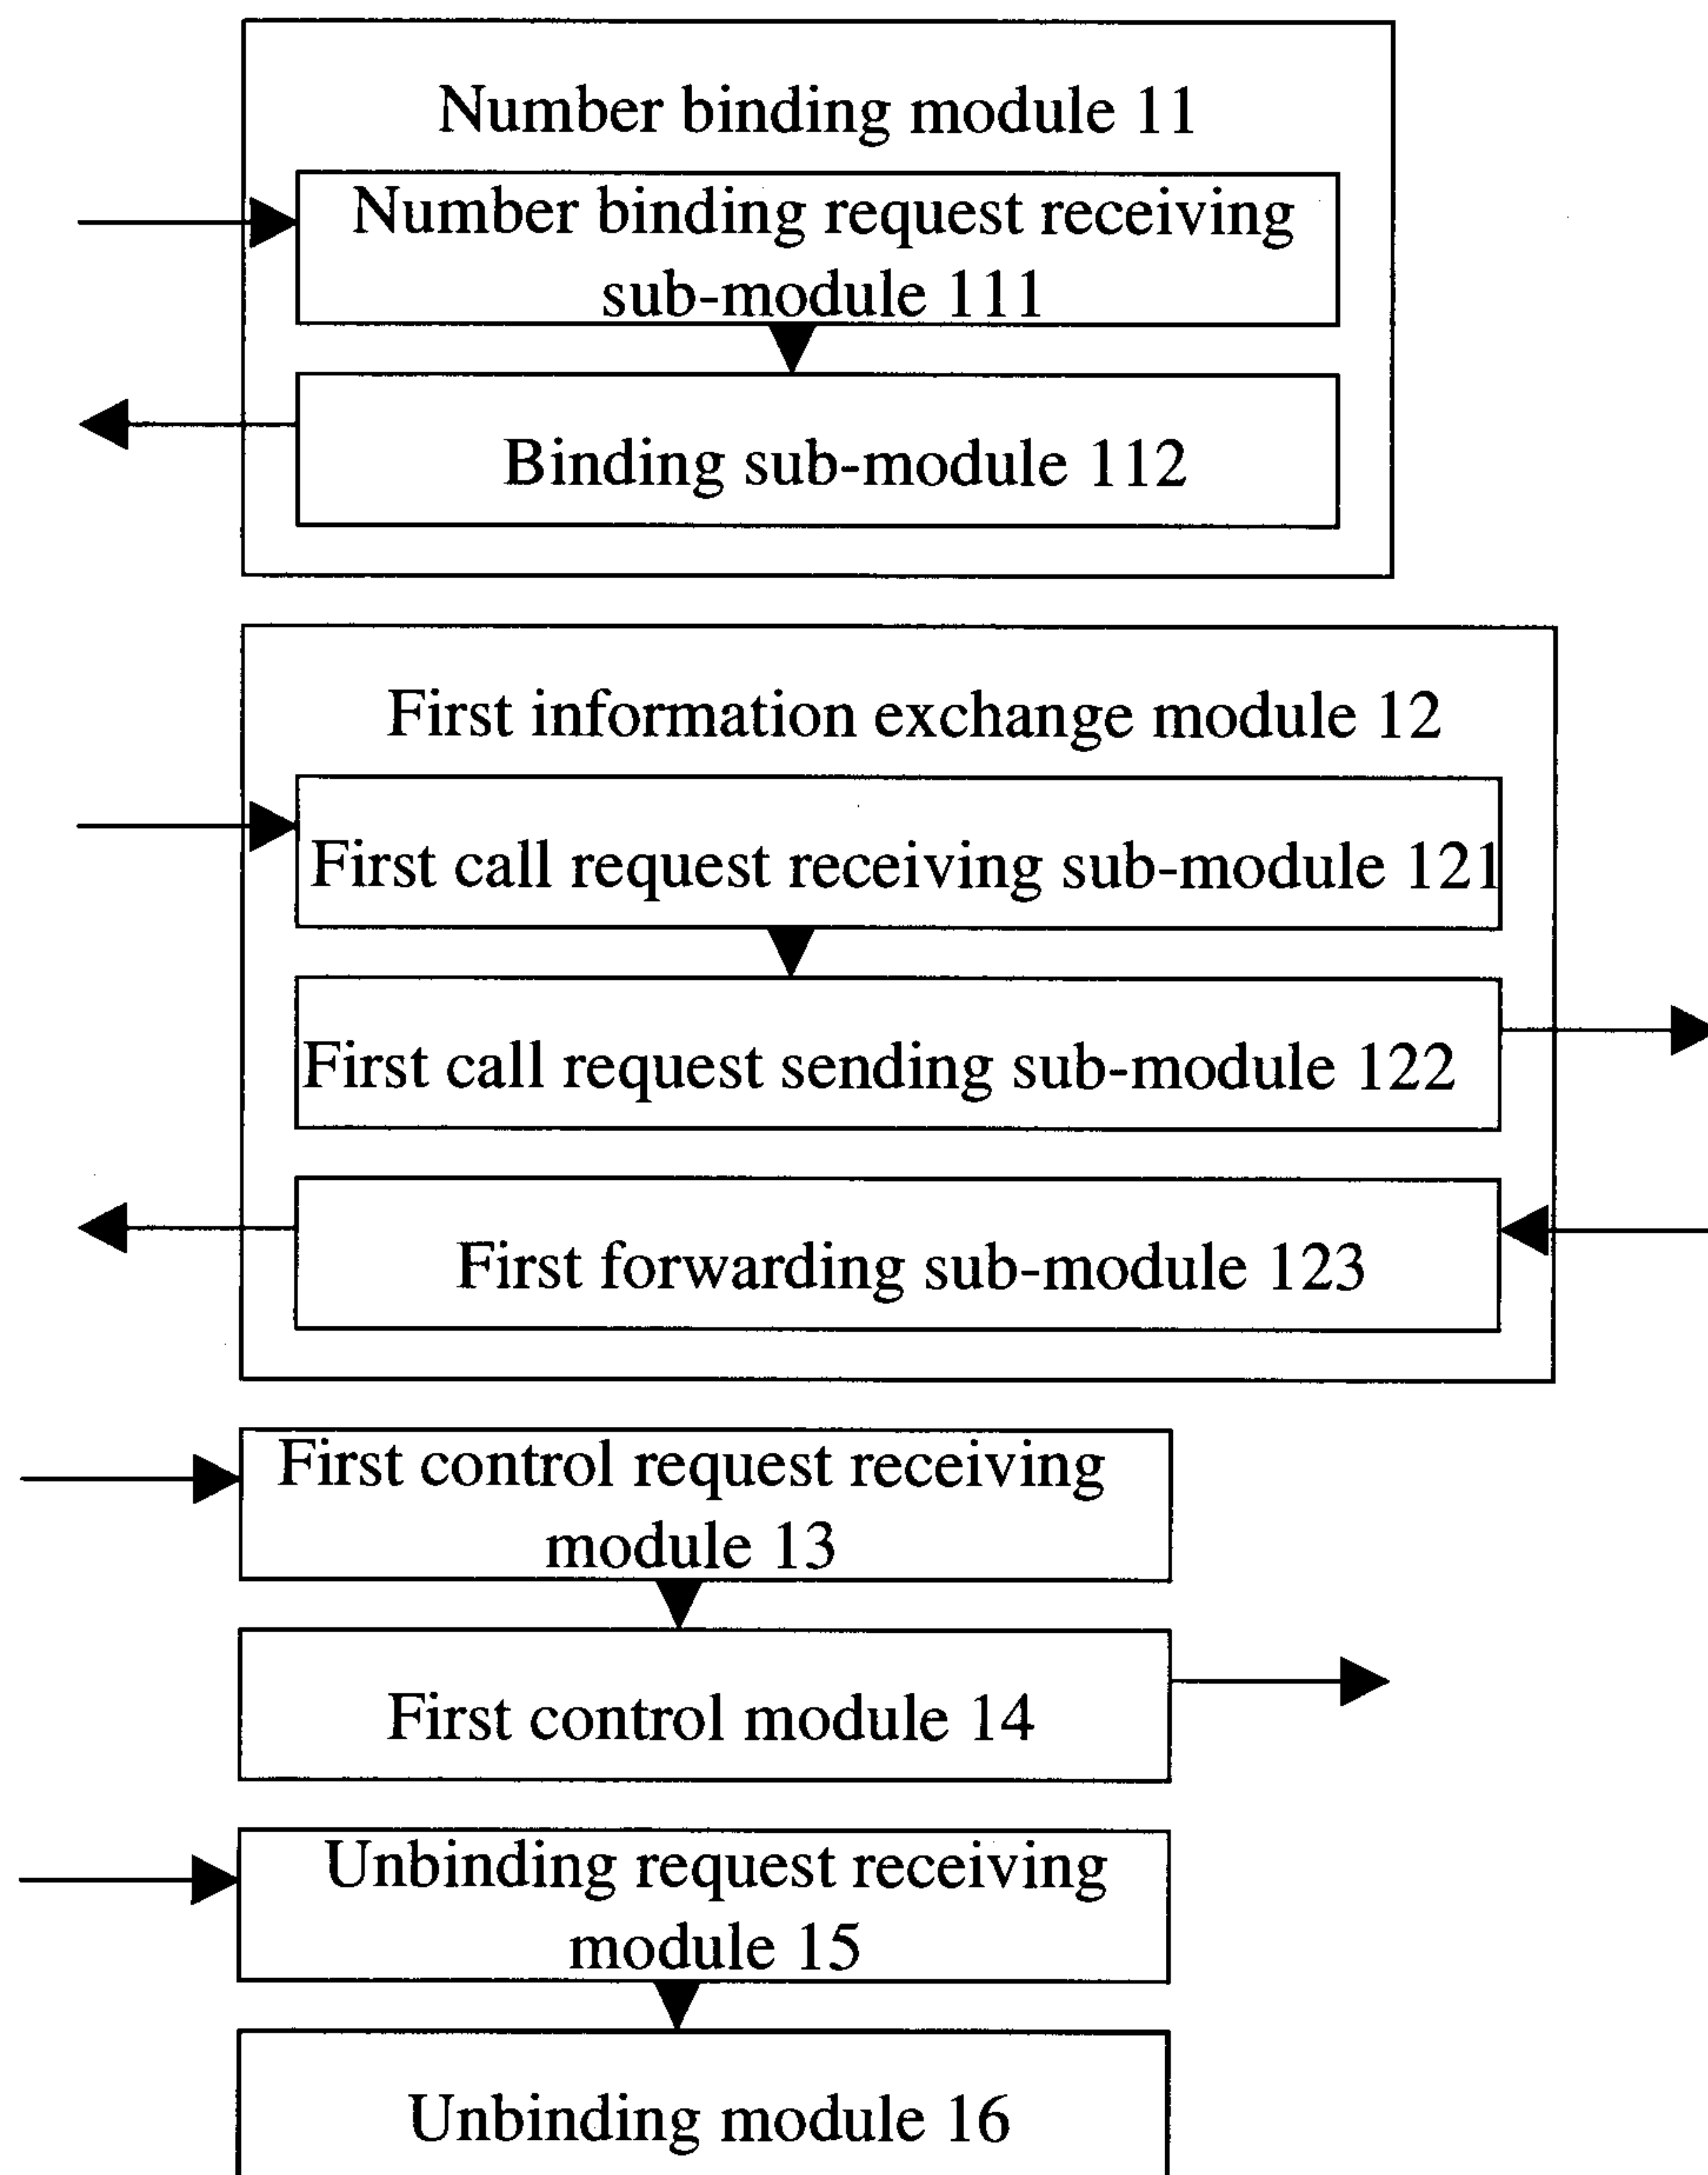 Number binding module 11
Number binding request receiving
sub-module 111
Binding sub-module 112
First information exchange module 12
First call request receiving sub-module 121
First call request sending sub-module 122
First forwarding sub-module 123
First control request receiving
module 13
First control module 14
Unbinding request receiving
module 15
Unbinding module 16